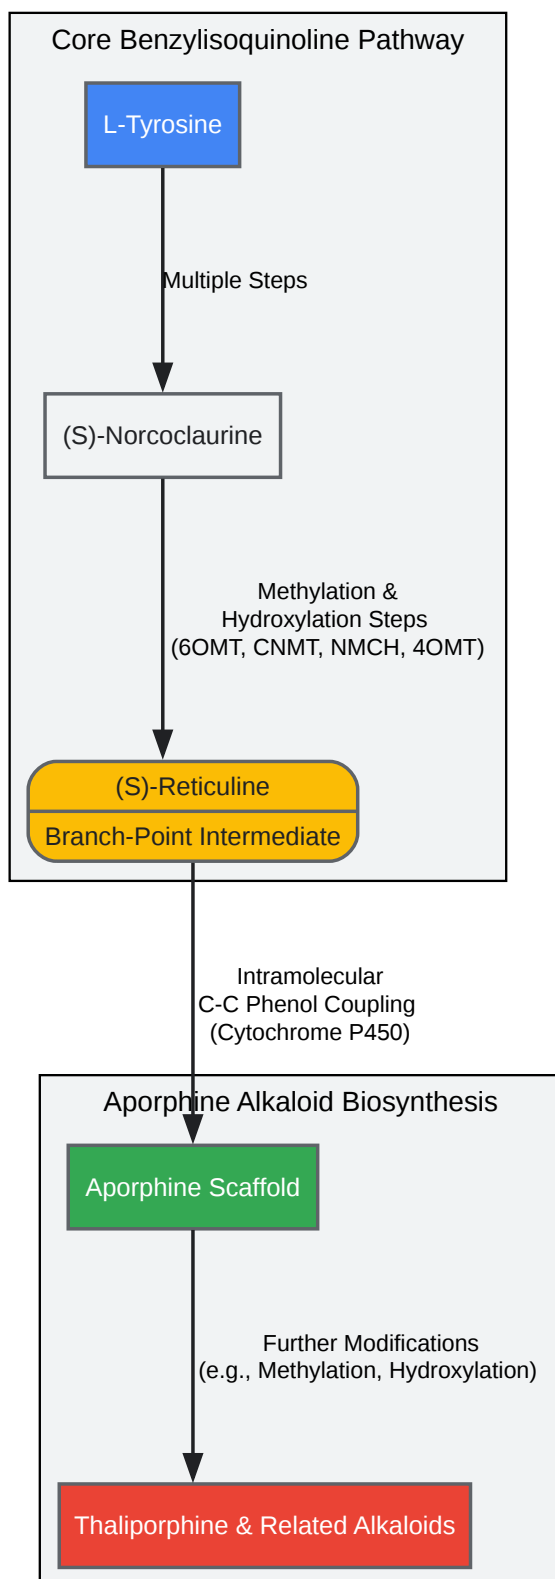 Core Benzylisoquinoline Pathway
L-Tyrosine
Multiple Steps
(S)-Norcoclaurine
Methylation &
Hydroxylation Steps
(6OMT, CNMT, NMCH, 4OMT)
(S)-Reticuline
Branch-Point Intermediate
Intramolecular
C-C Phenol Coupling
(Cytochrome P450)
Aporphine Alkaloid Biosynthesis
Aporphine Scaffold
Further Modifications
(e.g., Methylation, Hydroxylation)
Thaliporphine & Related Alkaloids